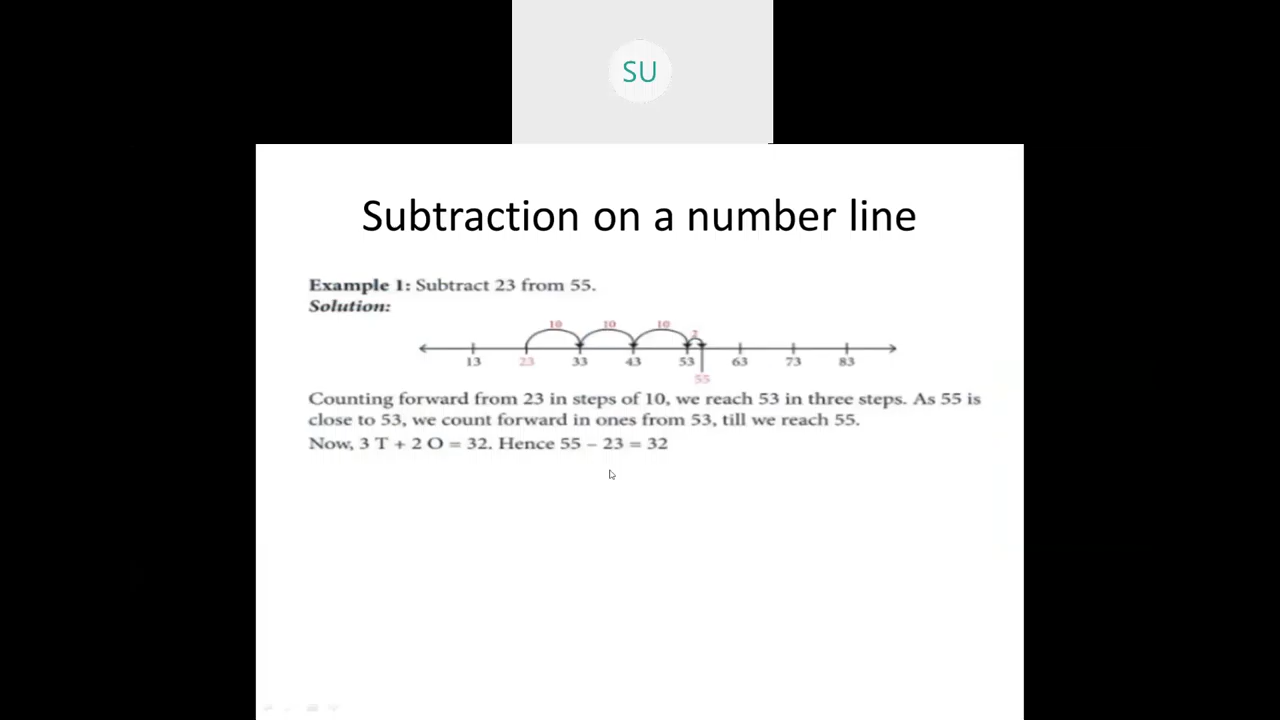 SU
Subtraction on a number line
Example 1: Subtract 23 from 55.
Solution:
10 10 10 2
13 23 33 43 53 63 73 83
55
Counting forward from 23 in steps of 10, we reach 53 in three steps. As 55 is
close to 53, we count forward in ones from 53, till we reach 55.
Now, 3 T + 2 O = 32. Hence 55 – 23 = 32